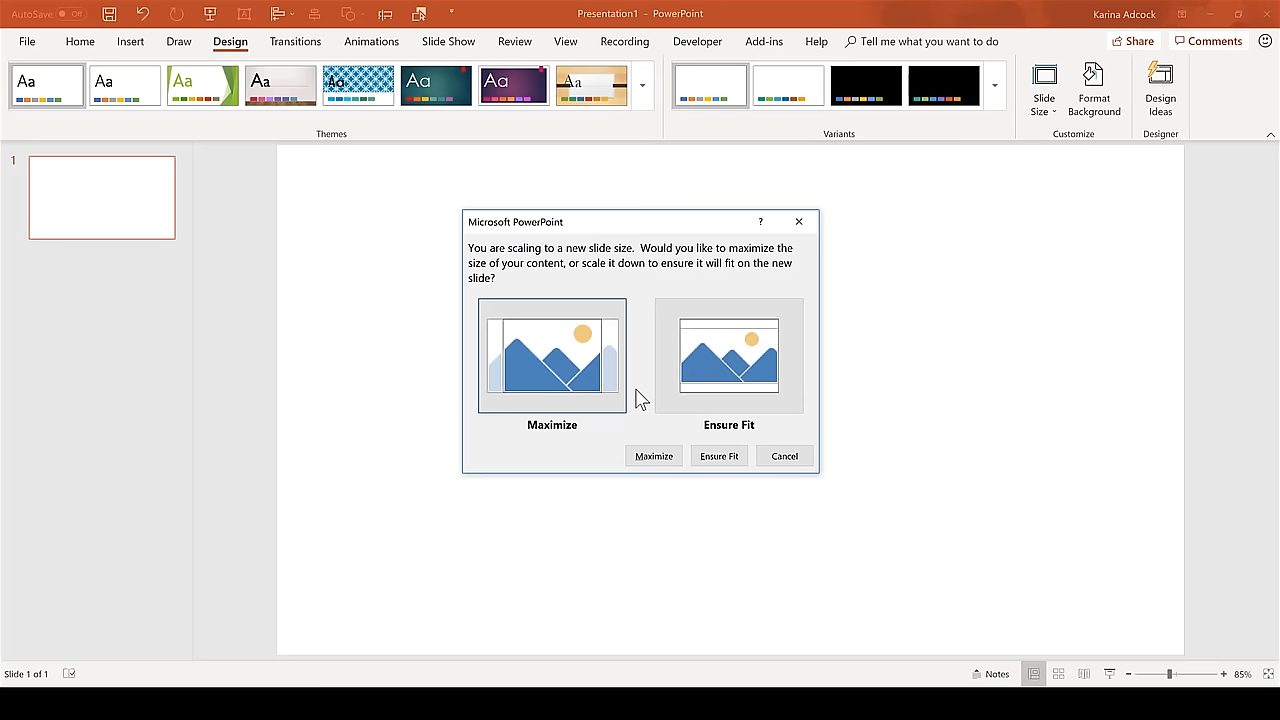 AutoSave Off Presentation1 - PowerPoint Karina Adcock
File Home Insert Draw Design Transitions Animations Slide Show Review View Recording Developer Add-ins Help Tell me what you want to do Share Comments
Aa Aa Aa Aa Aa Aa Aa Aa
Slide Size Format Background Design Ideas
Themes Variants Customize Designer
1
Microsoft PowerPoint ?
You are scaling to a new slide size. Would you like to maximize the
size of your content, or scale it down to ensure it will fit on the new
slide?
Maximize Ensure Fit
Maximize Ensure Fit Cancel
Slide 1 of 1 Notes 85%